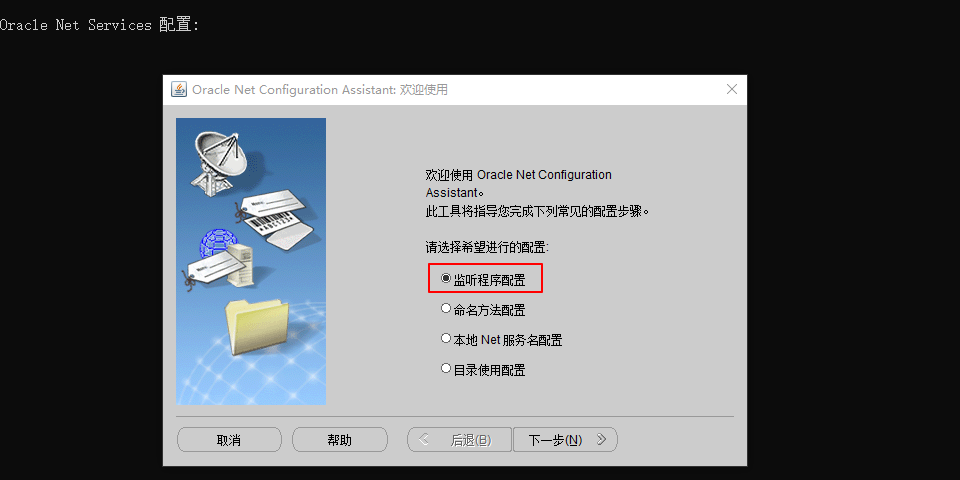 Oracle Net Services 配置:
Oracle Net Configuration Assistant: 欢迎使用
欢迎使用 Oracle Net Configuration
Assistant。
此工具将指导您完成下列常见的配置步骤。
请选择希望进行的配置:
监听程序配置
命名方法配置
本地 Net 服务名配置
目录使用配置
取消
帮助
后退(B)
下一步(N)